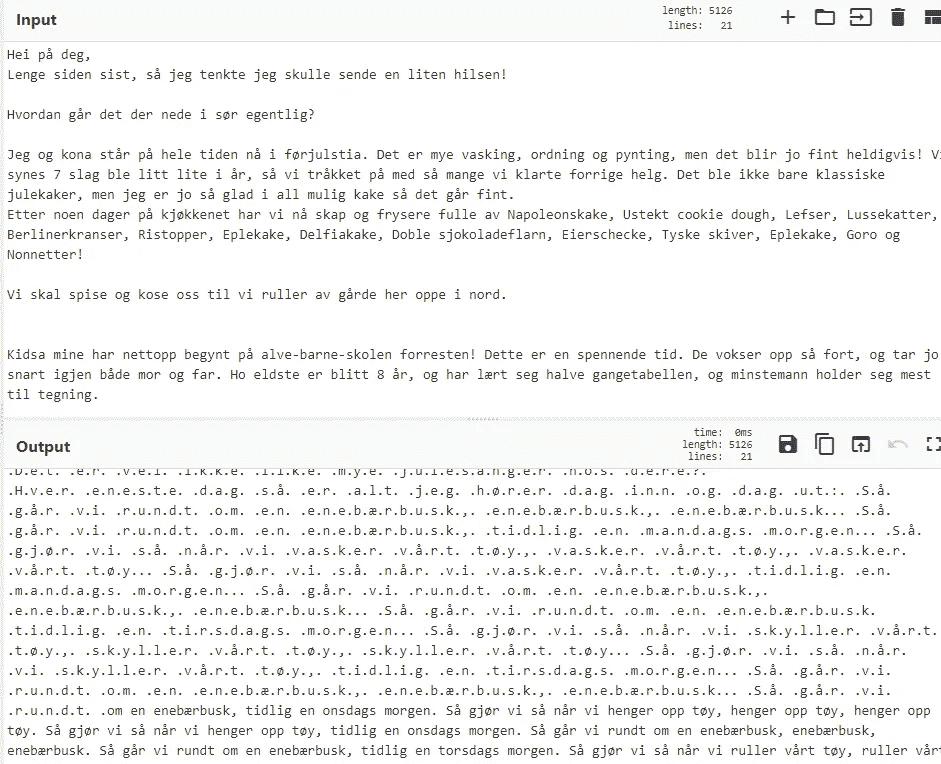 Input
length: 5126
lines: 21
Hei på deg,
Lenge siden sist, så jeg tenkte jeg skulle sende en liten hilsen!
Hvordan går det der nede i sør egentlig?
Jeg og kona står på hele tiden nå i førjulstia. Det er mye vasking, ordning og pynting, men det blir jo fint heldigvis! Vi
synes 7 slag ble litt lite i år, så vi tråkket på med så mange vi klarte forrige helg. Det ble ikke bare klassiske
julekaker, men jeg er jo så glad i all mulig kake så det går fint.
Etter noen dager på kjøkkenet har vi nå skap og frysere fulle av Napoleonskake, Ustekt cookie dough, Lefser, Lussekatter,
Berlinerkranser, Ristopper, Eplekake, Delfiakake, Doble sjokoladeflarn, Eierschecke, Tyske skiver, Eplekake, Goro og
Nonnetter!
Vi skal spise og kose oss til vi ruller av gårde her oppe i nord.
Kidsa mine har nettopp begynt på alve-barne-skolen forresten! Dette er en spennende tid. De vokser opp så fort, og tar jo
snart igjen både mor og far. Ho eldste er blitt 8 år, og har lært seg halve gangetabellen, og minstemann holder seg mest
til tegning.
Output
time: 0ms
length: 5126
lines: 21
.D.e.t. .e.r. .v.e.l. .i.k.k.e. .l.i.k.e. .m.y.e. .j.u.l.e.s.a.n.g.e.r. .h.o.s. .d.e.r.e.?.
.H.v.e.r. .e.n.e.s.t.e. .d.a.g. .s.å. .e.r. .a.l.t. .j.e.g. .h.ø.r.e.r. .d.a.g. .i.n.n. .o.g. .d.a.g. .u.t.:. .S.å.
.g.å.r. .v.i. .r.u.n.d.t. .o.m. .e.n. .e.n.e.b.æ.r.b.u.s.k.,. .e.n.e.b.æ.r.b.u.s.k.,. .e.n.e.b.æ.r.b.u.s.k... .S.å.
.g.å.r. .v.i. .r.u.n.d.t. .o.m. .e.n. .e.n.e.b.æ.r.b.u.s.k.,. .t.i.d.l.i.g. .e.n. .m.a.n.d.a.g.s. .m.o.r.g.e.n... .S.å.
.g.j.ø.r. .v.i. .s.å. .n.å.r. .v.i. .v.a.s.k.e.r. .v.å.r.t. .t.ø.y.,. .v.a.s.k.e.r. .v.å.r.t. .t.ø.y.,. .v.a.s.k.e.r.
.v.å.r.t. .t.ø.y... .S.å. .g.j.ø.r. .v.i. .s.å. .n.å.r. .v.i. .v.a.s.k.e.r. .v.å.r.t. .t.ø.y.,. .t.i.d.l.i.g. .e.n.
.m.a.n.d.a.g.s. .m.o.r.g.e.n... .S.å. .g.å.r. .v.i. .r.u.n.d.t. .o.m. .e.n. .e.n.e.b.æ.r.b.u.s.k.,.
.e.n.e.b.æ.r.b.u.s.k.,. .e.n.e.b.æ.r.b.u.s.k... .S.å. .g.å.r. .v.i. .r.u.n.d.t. .o.m. .e.n. .e.n.e.b.æ.r.b.u.s.k.
.t.i.d.l.i.g. .e.n. .t.i.r.s.d.a.g.s. .m.o.r.g.e.n... .S.å. .g.j.ø.r. .v.i. .s.å. .n.å.r. .v.i. .s.k.y.l.l.e.r. .v.å.r.t.
.t.ø.y.,. .s.k.y.l.l.e.r. .v.å.r.t. .t.ø.y.,. .s.k.y.l.l.e.r. .v.å.r.t. .t.ø.y... .S.å. .g.j.ø.r. .v.i. .s.å. .n.å.r.
.v.i. .s.k.y.l.l.e.r. .v.å.r.t. .t.ø.y.,. .t.i.d.l.i.g. .e.n. .t.i.r.s.d.a.g.s. .m.o.r.g.e.n... .S.å. .g.å.r. .v.i.
.r.u.n.d.t. .o.m. .e.n. .e.n.e.b.æ.r.b.u.s.k.,. .e.n.e.b.æ.r.b.u.s.k.,. .e.n.e.b.æ.r.b.u.s.k... .S.å. .g.å.r. .v.i.
.r.u.n.d.t. .om en enebærbusk, tidlig en onsdags morgen. Så gjør vi så når vi henger opp tøy, henger opp tøy, henger opp
tøy. Så gjør vi så når vi henger opp tøy, tidlig en onsdags morgen. Så går vi rundt om en enebærbusk, enebærbusk,
enebærbusk. Så går vi rundt om en enebærbusk, tidlig en torsdags morgen. Så gjør vi så når vi ruller vårt tøy, ruller vårt